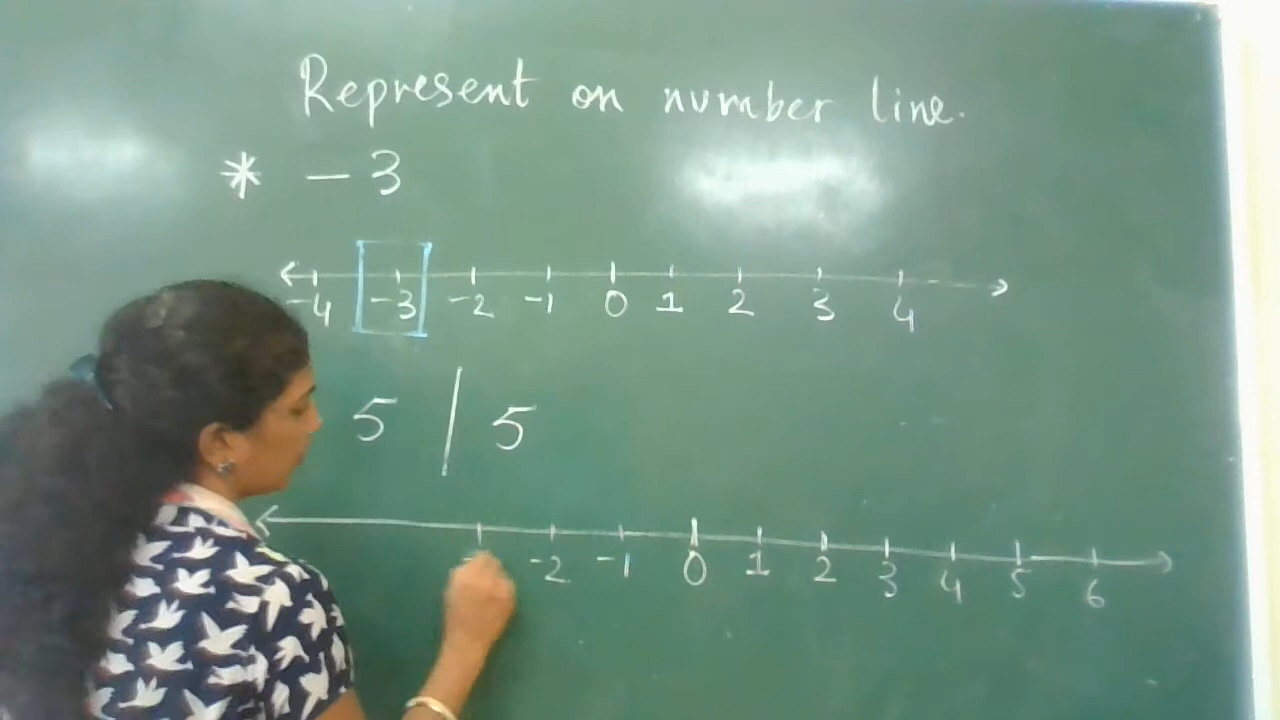 Represent on number line.
* -3
-4 -3 -2 -1 0 1 2 3 4
5 | 5
-2 -1 0 1 2 3 4 5 6